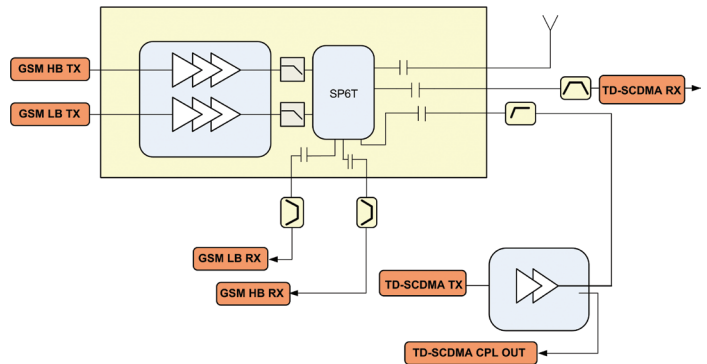 GSM HB TX
GSM LB TX
SP6T
TD-SCDMA RX
GSM LB RX
GSM HB RX
TD-SCDMA TX
TD-SCDMA CPL OUT